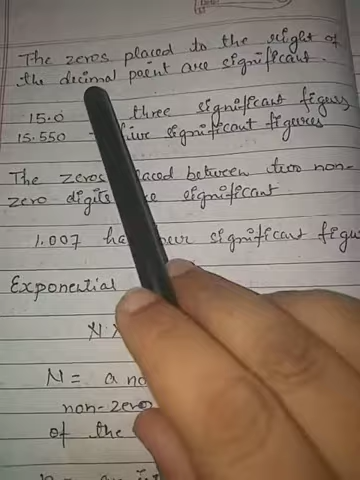 The zeros placed to the right of
the decimal point are significant.
15.0 three significant figures
15.550 five significant figures
The zeros placed between two non-
zero digits are significant
1.007 has four significant figu
Exponential
N X
N = a no
non-zero
of the